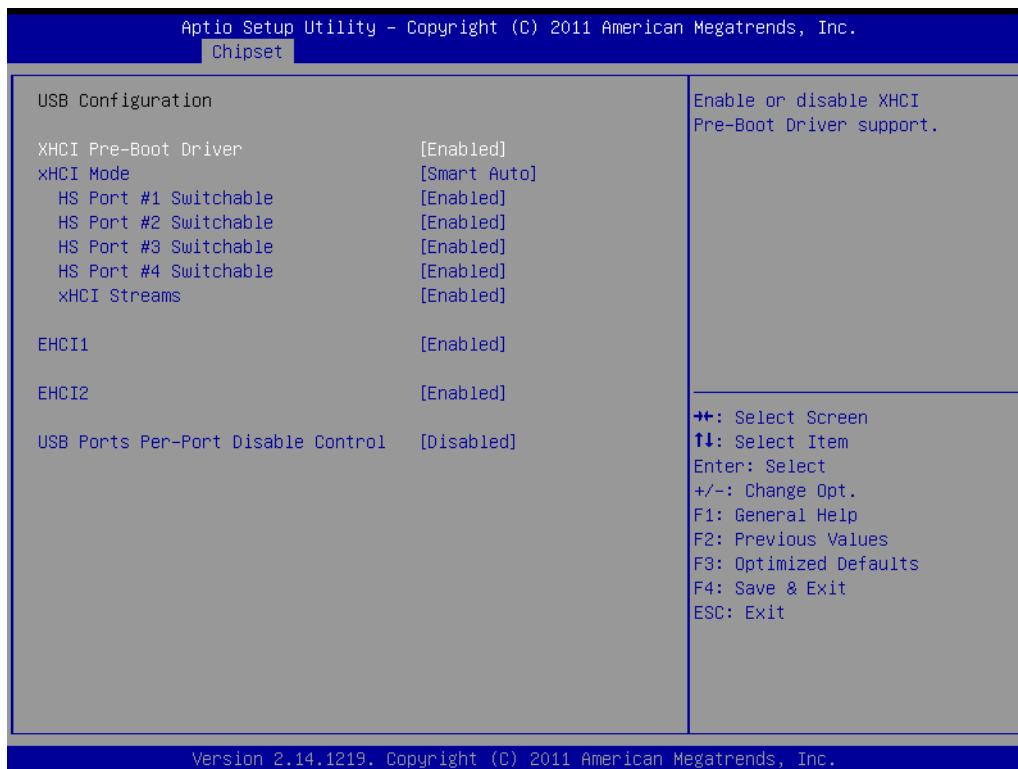 Aptio Setup Utility – Copyright (C) 2011 American Megatrends, Inc.
Chipset
USB Configuration
XHCI Pre-Boot Driver [Enabled]
xHCI Mode [Smart Auto]
HS Port #1 Switchable [Enabled]
HS Port #2 Switchable [Enabled]
HS Port #3 Switchable [Enabled]
HS Port #4 Switchable [Enabled]
xHCI Streams [Enabled]
EHCI1 [Enabled]
EHCI2 [Enabled]
USB Ports Per-Port Disable Control [Disabled]
Enable or disable XHCI
Pre-Boot Driver support.
→←: Select Screen
↑↓: Select Item
Enter: Select
+/-: Change Opt.
F1: General Help
F2: Previous Values
F3: Optimized Defaults
F4: Save & Exit
ESC: Exit
Version 2.14.1219. Copyright (C) 2011 American Megatrends, Inc.